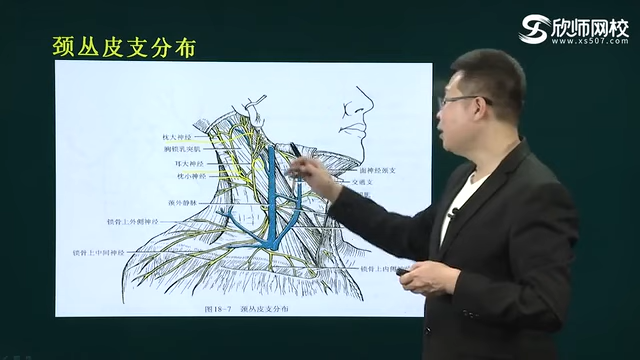 颈丛皮支分布
欣师网校
www.xs507.com
枕大神经
胸锁乳突肌
耳大神经
枕小神经
颈外静脉
锁骨上外侧神经
锁骨上中间神经
面神经颈支
交通支
锁骨上内侧
图18-7 颈丛皮支分布